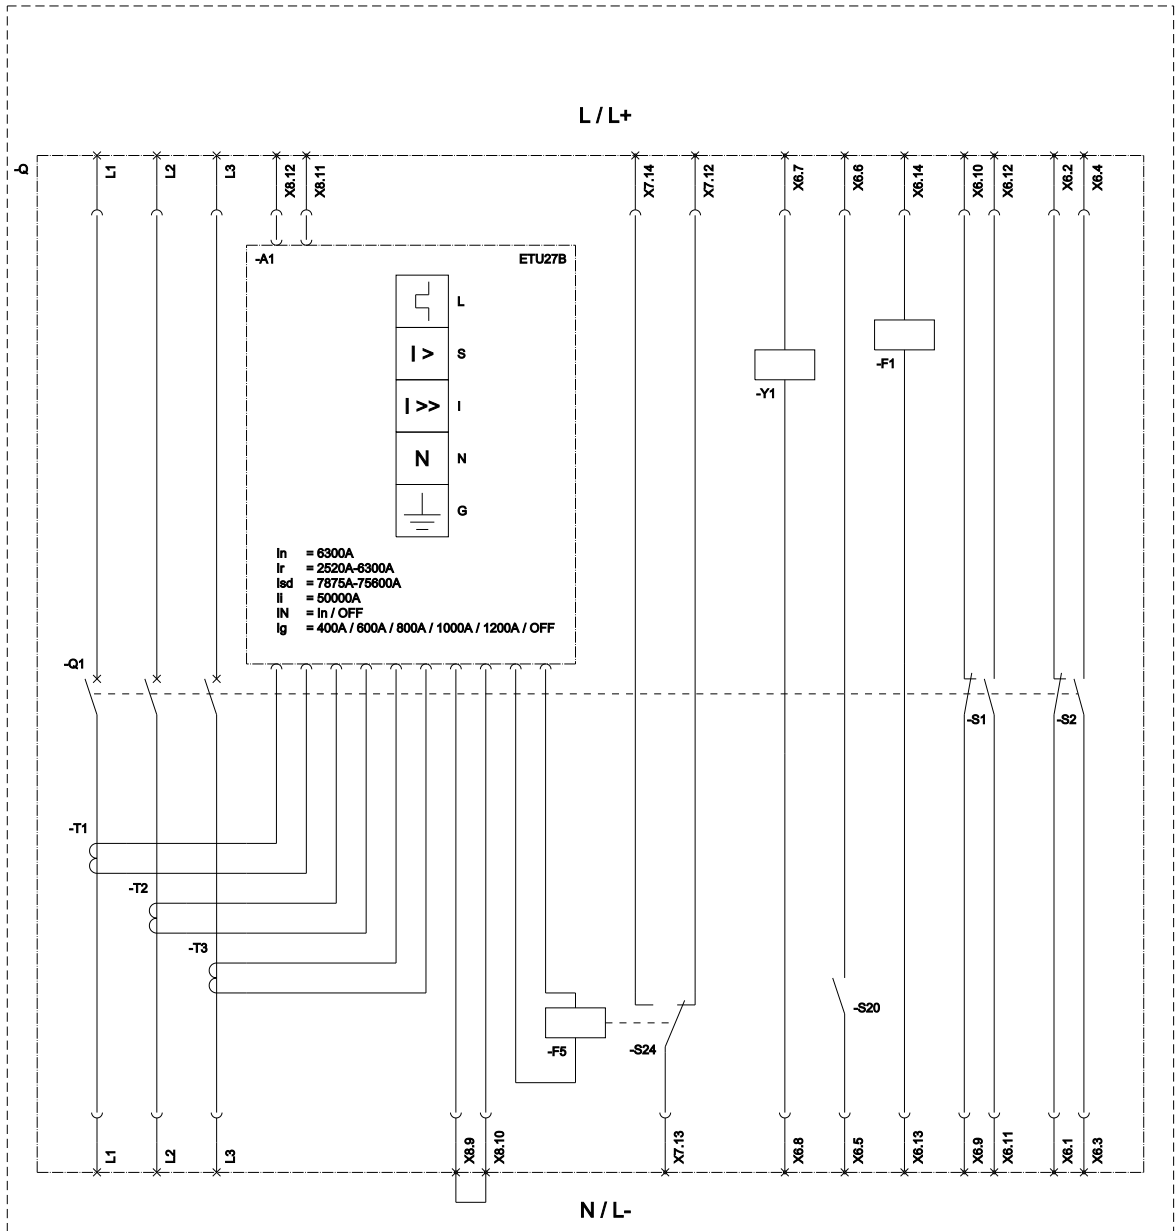 L / L+
-Q
L1
L2
L3
X8.12
X8.11
X7.14
X7.12
X6.7
X6.6
X6.14
X6.10
X6.12
X6.2
X6.4
-A1
ETU27B
L
I > S
I >> I
N N
G
-F1
-Y1
In = 6300A
Ir = 2520A-6300A
Isd = 7875A-75600A
Ii = 50000A
IN = In / OFF
Ig = 400A / 600A / 800A / 1000A / 1200A / OFF
-Q1
-S1
-S2
-T1
-T2
-T3
-S20
-F5
-S24
L1
L2
L3
X8.9
X8.10
X7.13
X6.8
X6.5
X6.13
X6.9
X6.11
X6.1
X6.3
N / L-